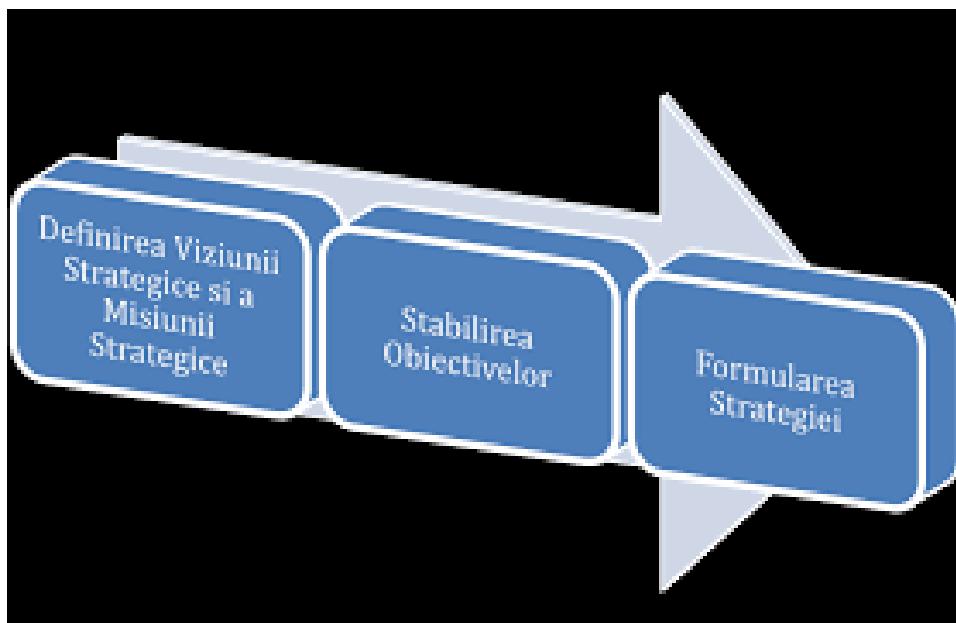 Definirea Viziunii
Strategice si a
Misiunii
Strategice
Stabilirea
Obiectivelor
Formularea
Strategiei